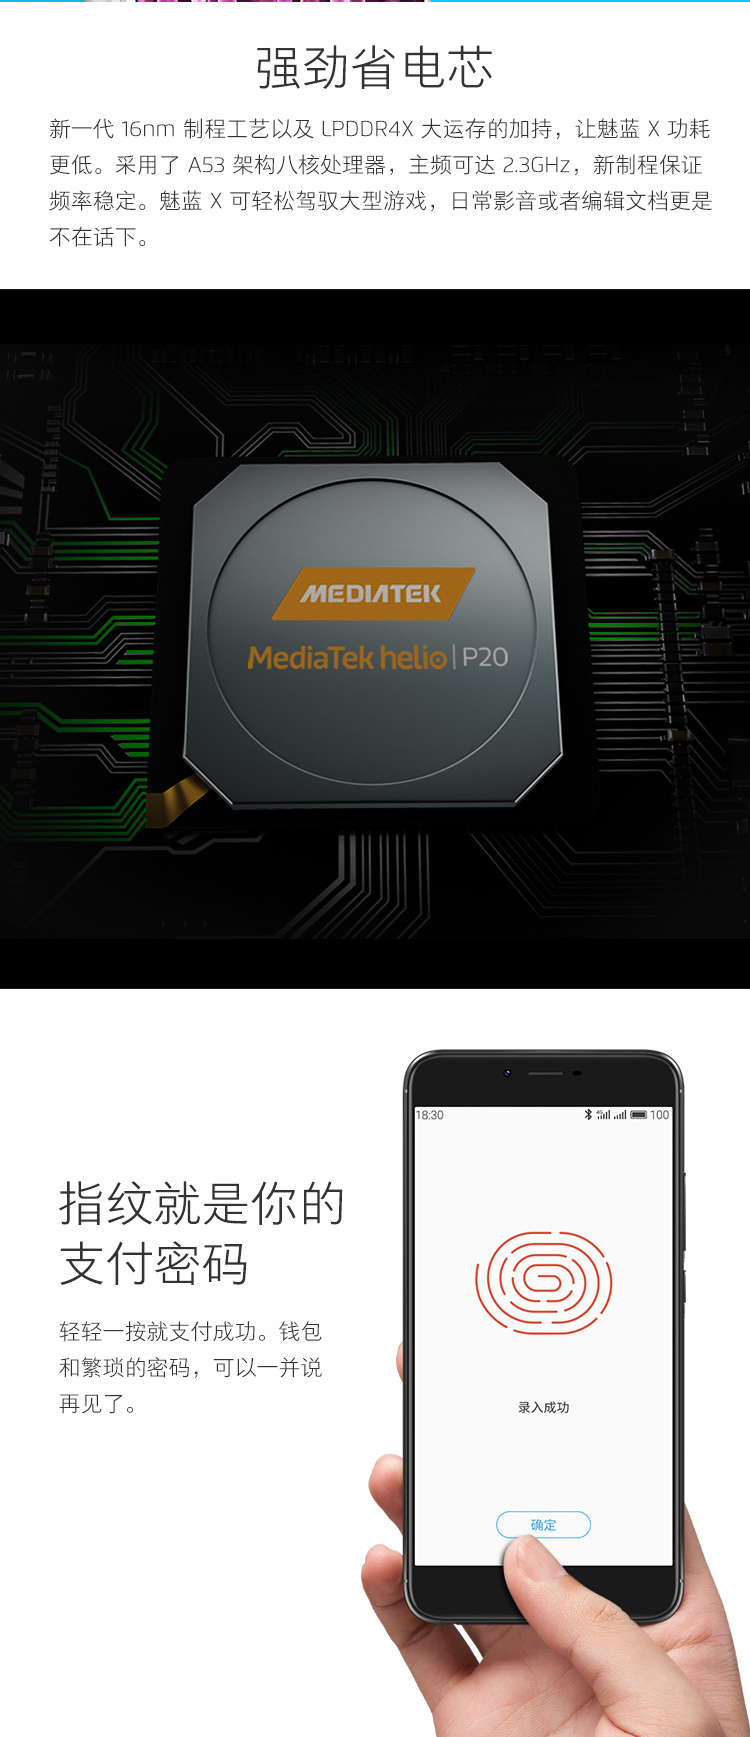 强劲省电芯
新一代 16nm 制程工艺以及 LPDDR4X 大运存的加持，让魅蓝 X 功耗
更低。采用了 A53 架构八核处理器，主频可达 2.3GHz，新制程保证
频率稳定。魅蓝 X 可轻松驾驭大型游戏，日常影音或者编辑文档更是
不在话下。
MEDIATEK
MediaTek helio | P20
18:30 4G 100
指纹就是你的
支付密码
轻轻一按就支付成功。钱包
和繁琐的密码，可以一并说
再见了。
录入成功
确定